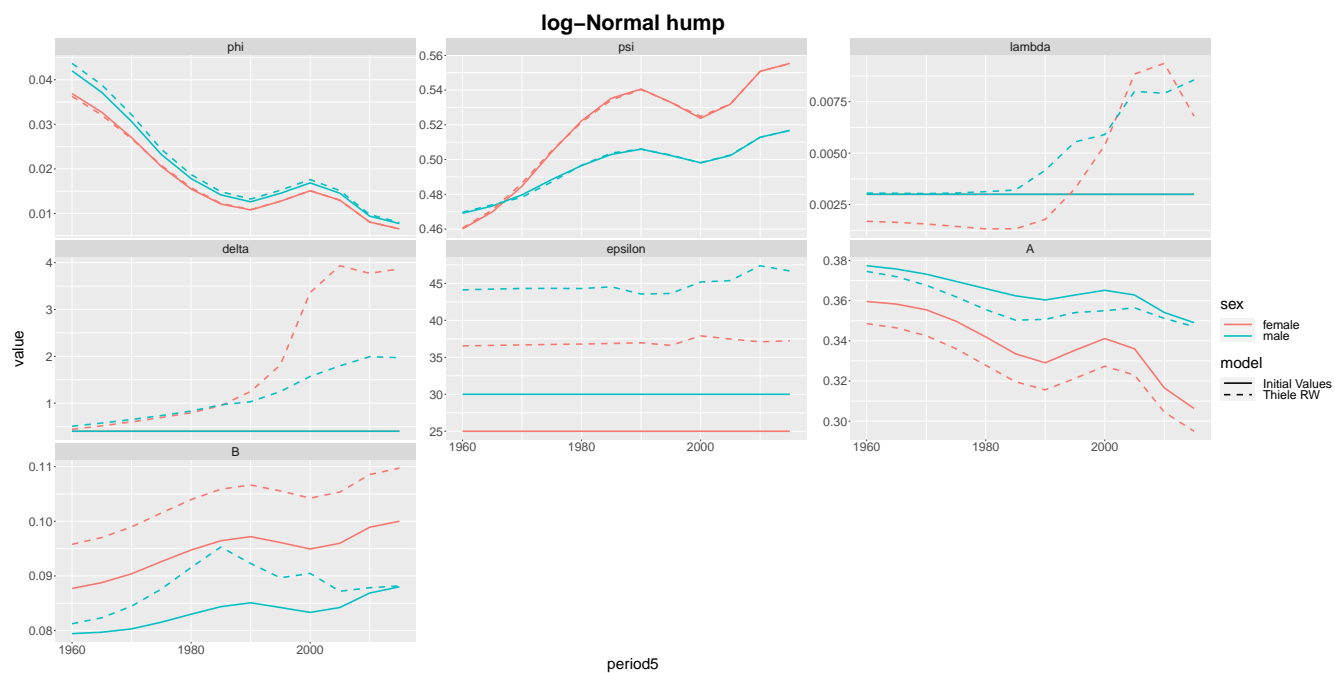 log−Normal hump
phi
psi
lambda
0.04
0.03
0.02
0.01
0.56
0.54
0.52
0.50
0.48
0.46
0.0075
0.0050
0.0025
delta
epsilon
A
4
3
2
1
45
40
35
30
25
0.38
0.36
0.34
0.32
0.30
1960
1980
2000
1960
1980
2000
B
0.11
0.10
0.09
0.08
1960
1980
2000
value
period5
sex
female
male
model
Initial Values
Thiele RW